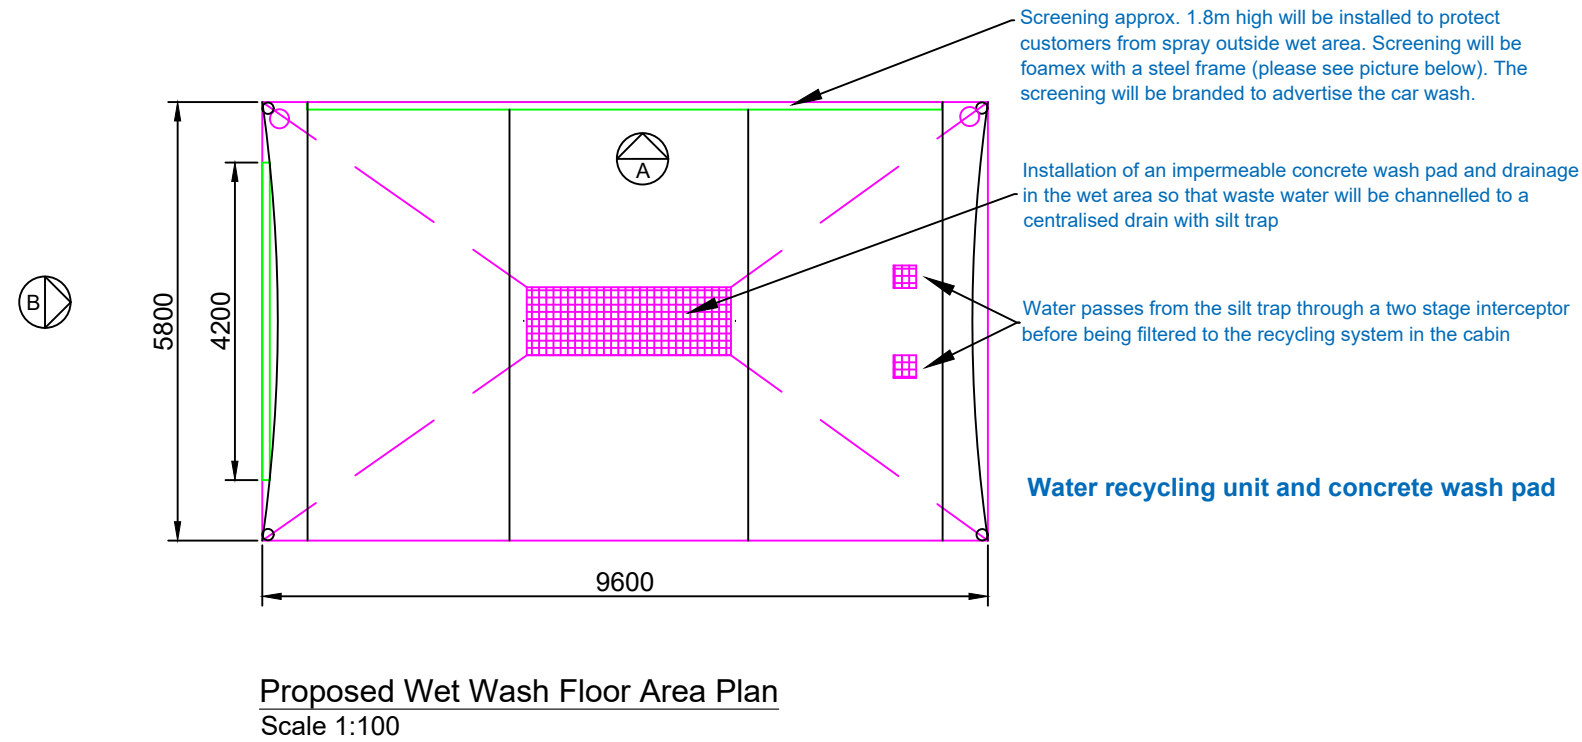 Screening approx. 1.8m high will be installed to protect
customers from spray outside wet area. Screening will be
foamex with a steel frame (please see picture below). The
screening will be branded to advertise the car wash.
A
Installation of an impermeable concrete wash pad and drainage
in the wet area so that waste water will be channelled to a
centralised drain with silt trap
B
5800
4200
Water passes from the silt trap through a two stage interceptor
before being filtered to the recycling system in the cabin
Water recycling unit and concrete wash pad
9600
Proposed Wet Wash Floor Area Plan
Scale 1:100